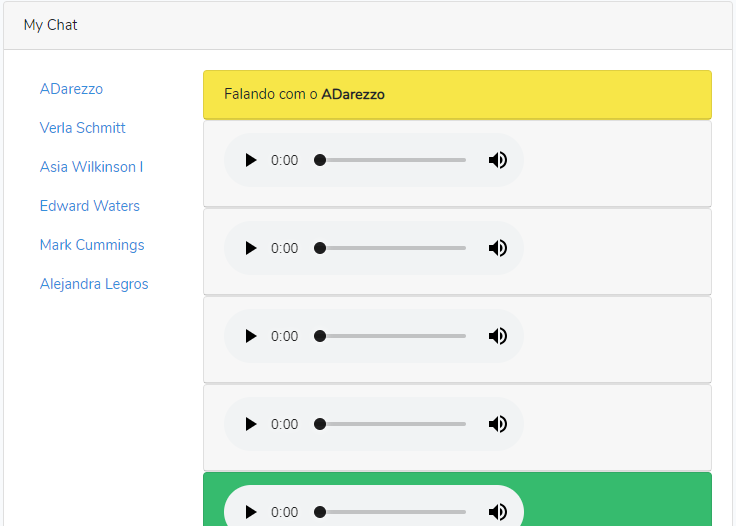 My Chat
ADarezzo
Verla Schmitt
Asia Wilkinson I
Edward Waters
Mark Cummings
Alejandra Legros
Falando com o ADarezzo
0:00
0:00
0:00
0:00
0:00